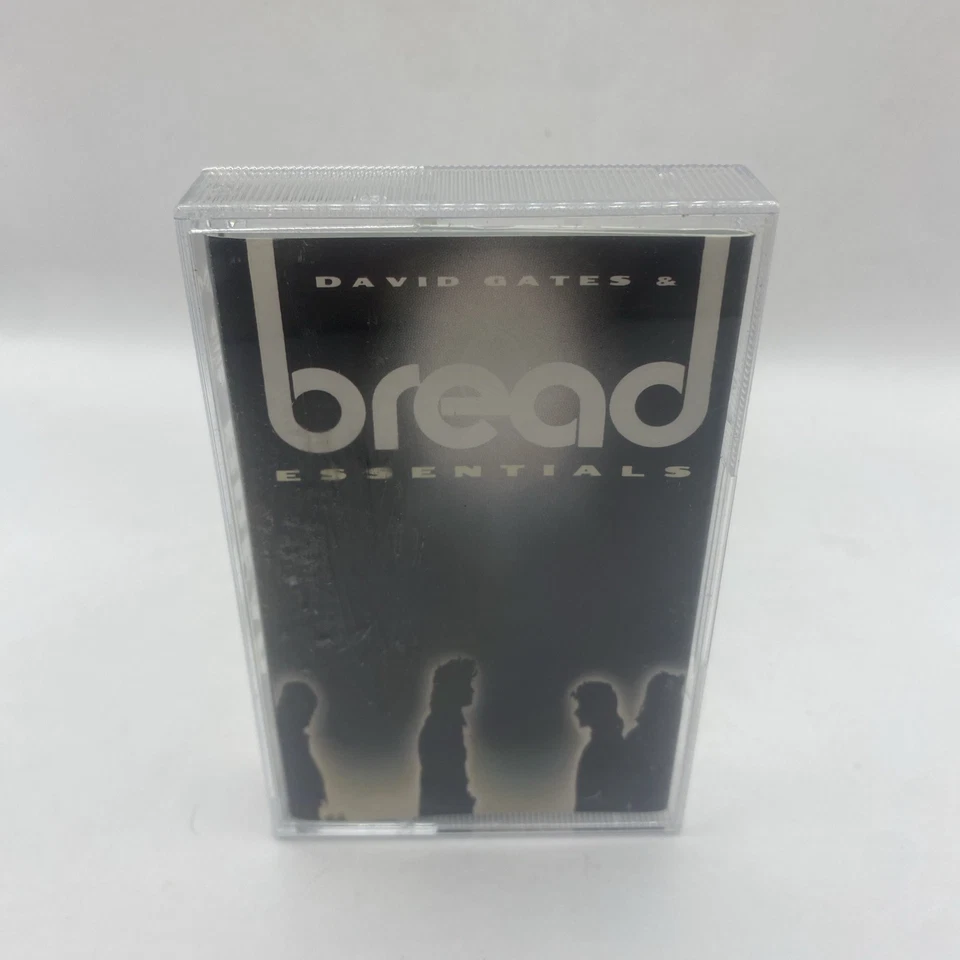 DAVID GATES &
bread
ESSENTIALS